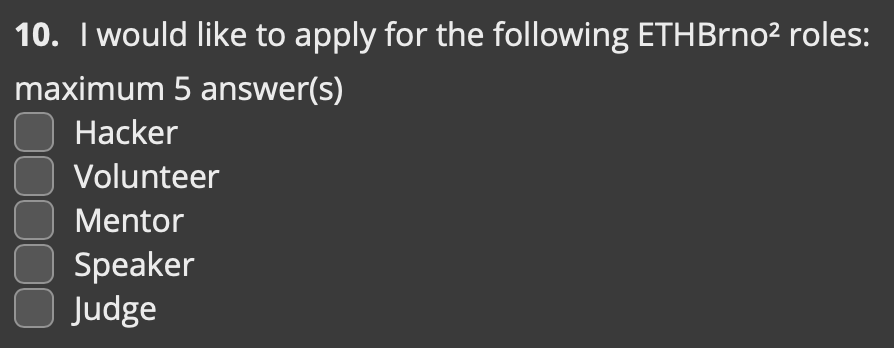 10. I would like to apply for the following ETHBrno² roles:
maximum 5 answer(s)
Hacker
Volunteer
Mentor
Speaker
Judge